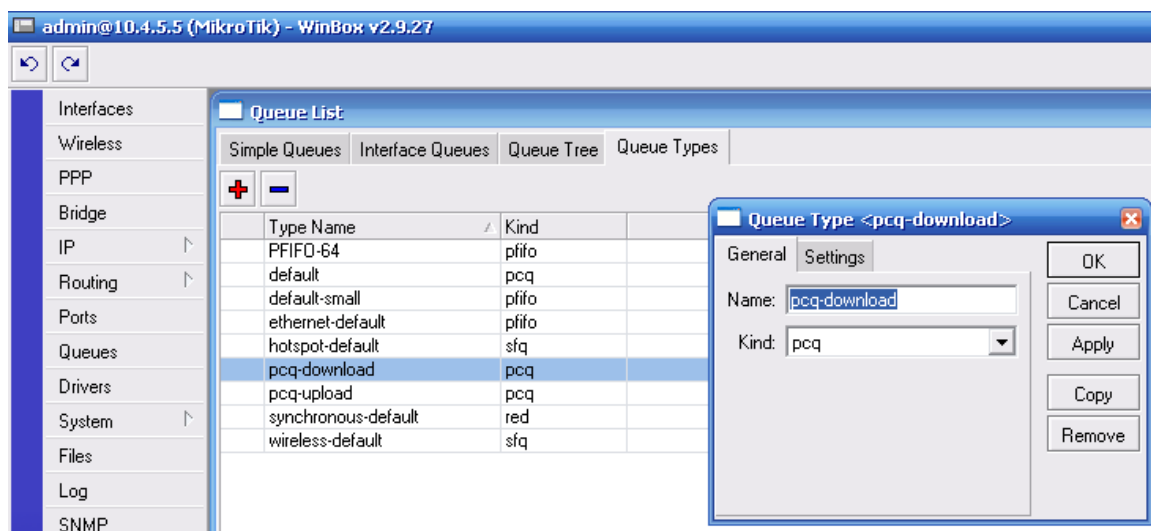 admin@10.4.5.5 (MikroTik) - WinBox v2.9.27
Interfaces
Wireless
PPP
Bridge
IP
Routing
Ports
Queues
Drivers
System
Files
Log
SNMP
Queue List
Simple Queues Interface Queues Queue Tree Queue Types
Type Name Kind
PFIFO-64 pfifo
default pcq
default-small pfifo
ethernet-default pfifo
hotspot-default sfq
pcq-download pcq
pcq-upload pcq
synchronous-default red
wireless-default sfq
Queue Type <pcq-download>
General Settings
Name: pcq-download
Kind: pcq
OK
Cancel
Apply
Copy
Remove